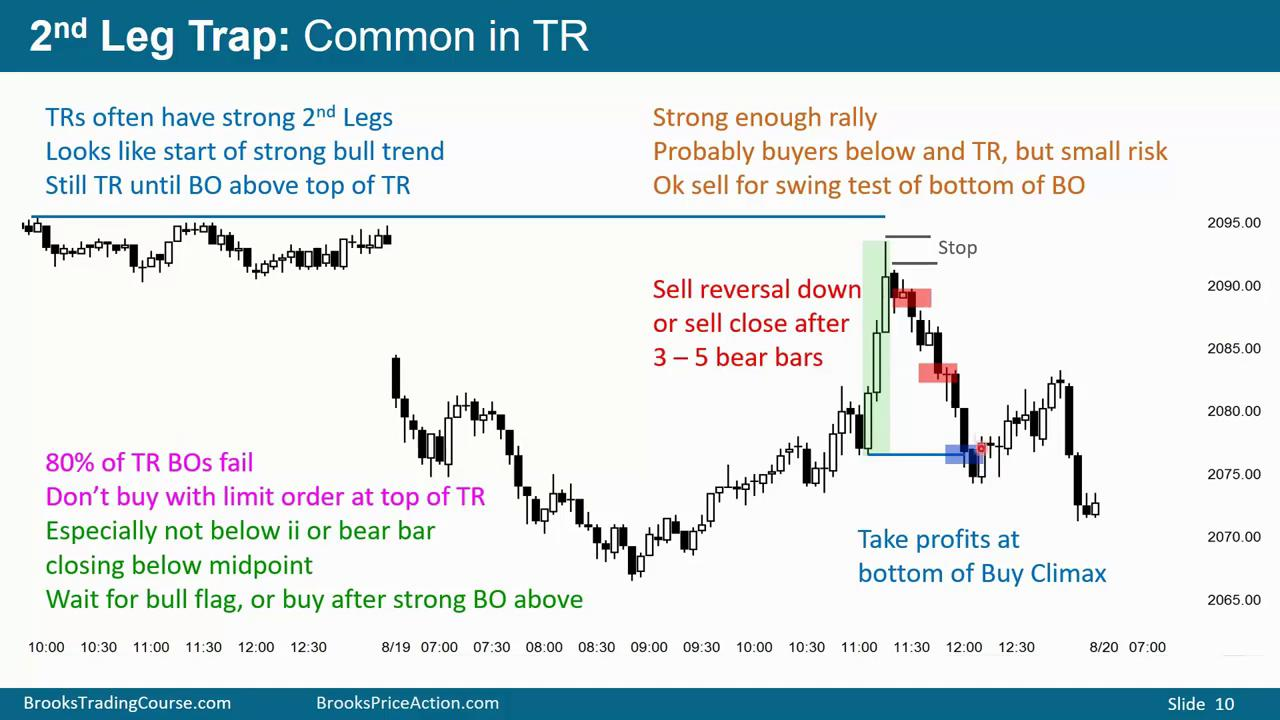 2nd Leg Trap: Common in TR
TRs often have strong 2nd Legs
Looks like start of strong bull trend
Still TR until BO above top of TR
Strong enough rally
Probably buyers below and TR, but small risk
Ok sell for swing test of bottom of BO
Stop
Sell reversal down
or sell close after
3 – 5 bear bars
80% of TR BOs fail
Don't buy with limit order at top of TR
Especially not below ii or bear bar
closing below midpoint
Wait for bull flag, or buy after strong BO above
Take profits at
bottom of Buy Climax
2095.00
2090.00
2085.00
2080.00
2075.00
2070.00
2065.00
10:00 10:30 11:00 11:30 12:00 12:30 8/19 07:00 07:30 08:00 08:30 09:00 09:30 10:00 10:30 11:00 11:30 12:00 12:30 8/20 07:00
BrooksTradingCourse.com BrooksPriceAction.com Slide 10